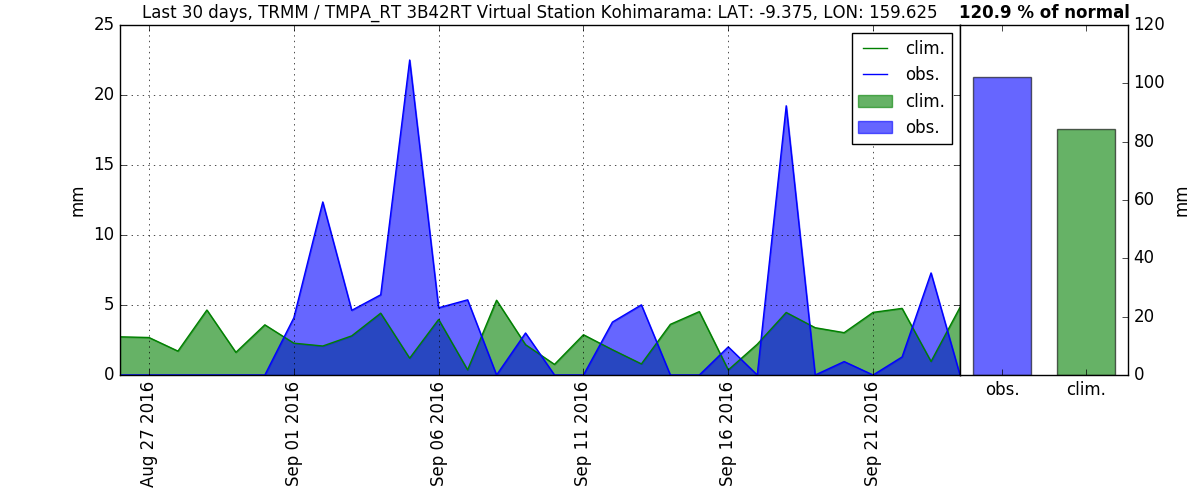 Last 30 days, TRMM / TMPA_RT 3B42RT Virtual Station Kohimarama: LAT: -9.375, LON: 159.625
120.9 % of normal
25
20
15
10
5
0
mm
clim.
obs.
clim.
obs.
Aug 27 2016
Sep 01 2016
Sep 06 2016
Sep 11 2016
Sep 16 2016
Sep 21 2016
120
100
80
60
40
20
0
mm
obs.
clim.